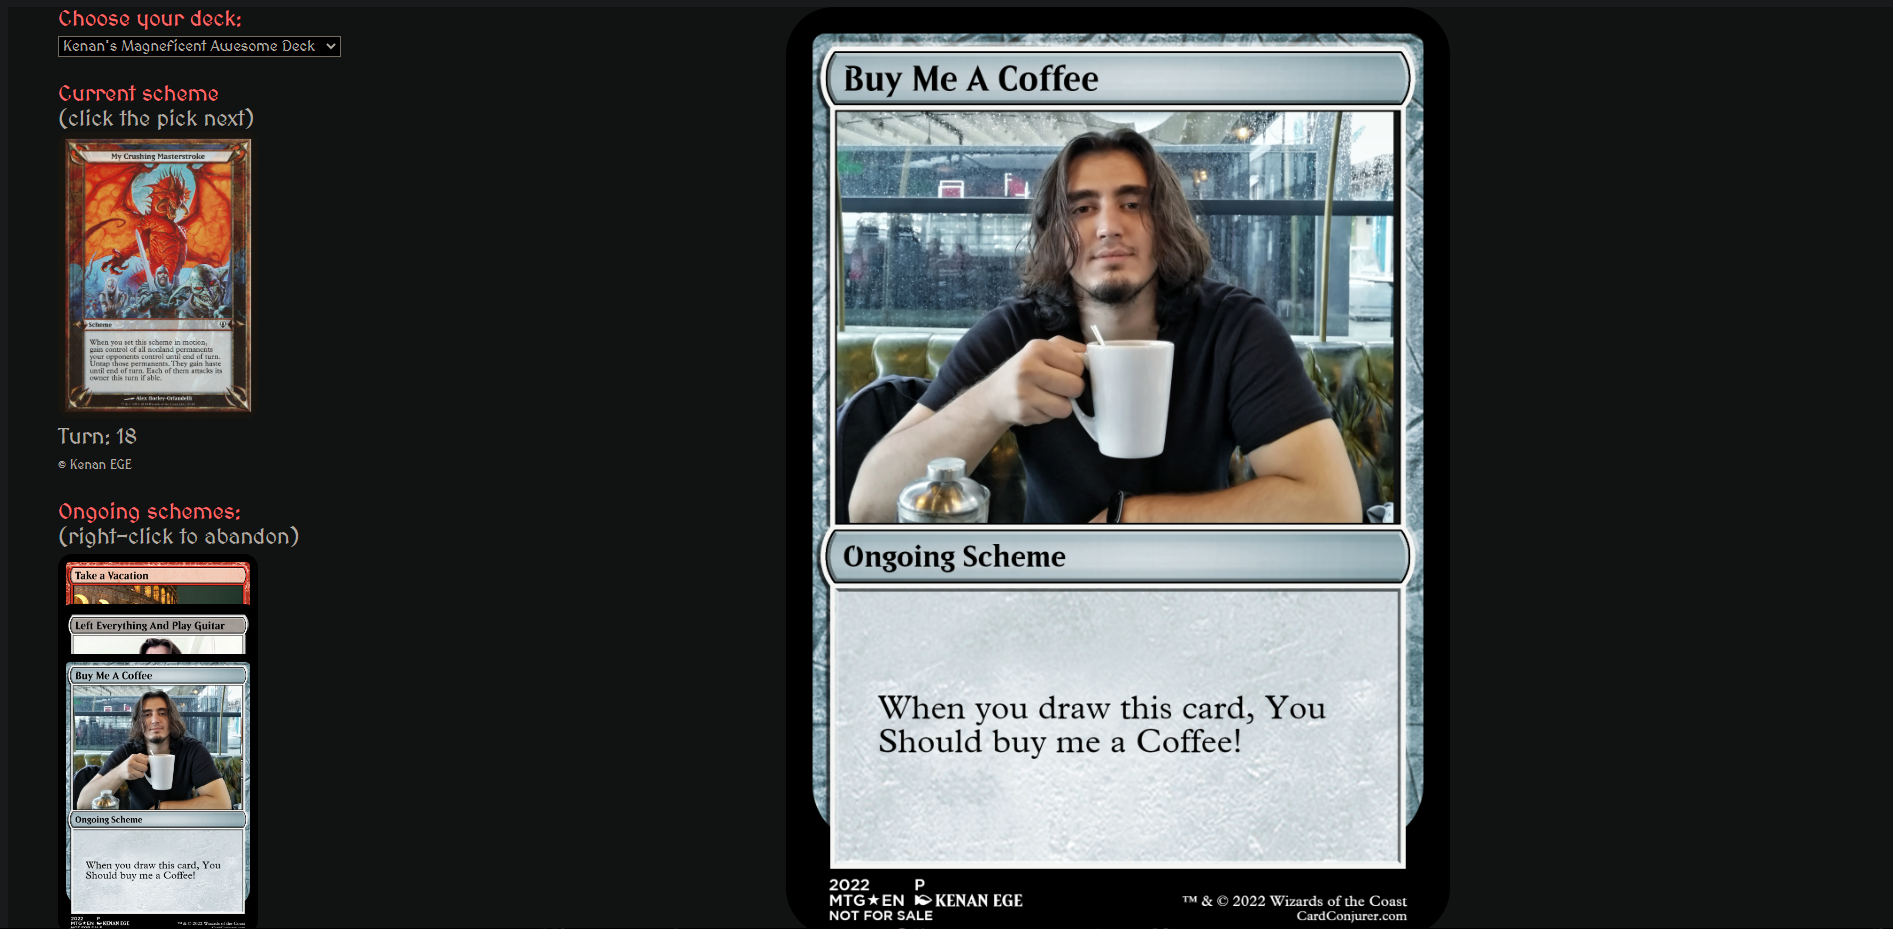 Choose your deck:
Kenan's Magneficent Awesome Deck
Current scheme
(click the pick next)
My Crushing Masterstroke
Scheme
When you set this scheme in motion,
gain control of all nonland permanents
your opponents control until end of turn.
Untap those permanents. They gain haste
until end of turn. Each of them attacks its
owner this turn if able.
Turn: 18
© Kenan EGE
Ongoing schemes:
(right-click to abandon)
Take a Vacation
Left Everything And Play Guitar
Buy Me A Coffee
Ongoing Scheme
When you draw this card, You
Should buy me a Coffee!
2022 P
MTG★EN KENAN EGE
Buy Me A Coffee
Ongoing Scheme
When you draw this card, You
Should buy me a Coffee!
2022 P
MTG★EN KENAN EGE
NOT FOR SALE
™ & © 2022 Wizards of the Coast
CardConjurer.com